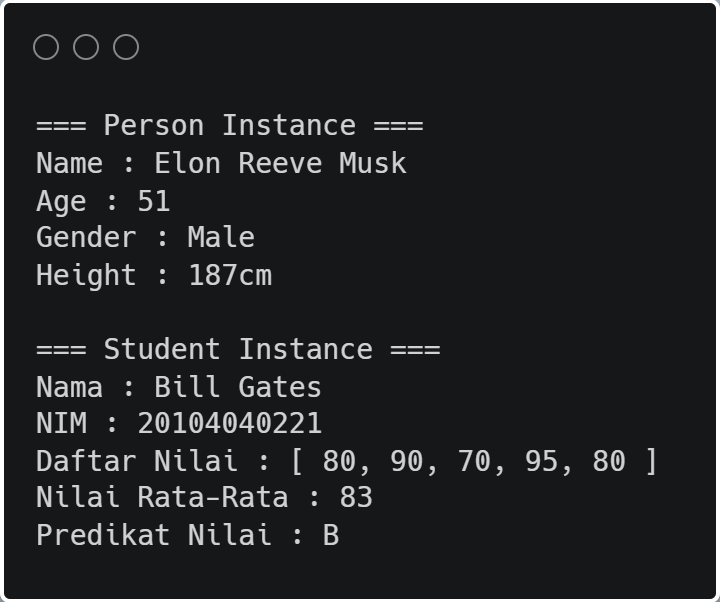 === Person Instance ===
Name : Elon Reeve Musk
Age : 51
Gender : Male
Height : 187cm
=== Student Instance ===
Nama : Bill Gates
NIM : 20104040221
Daftar Nilai : [ 80, 90, 70, 95, 80 ]
Nilai Rata-Rata : 83
Predikat Nilai : B